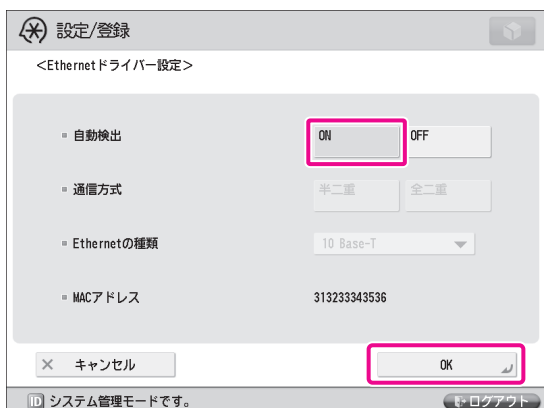 設定/登録
<Ethernetドライバー設定>
自動検出 ON OFF
通信方式 半二重 全二重
Ethernetの種類 10 Base-T
MACアドレス 313233343536
× キャンセル OK
ID システム管理モードです。 ログアウト